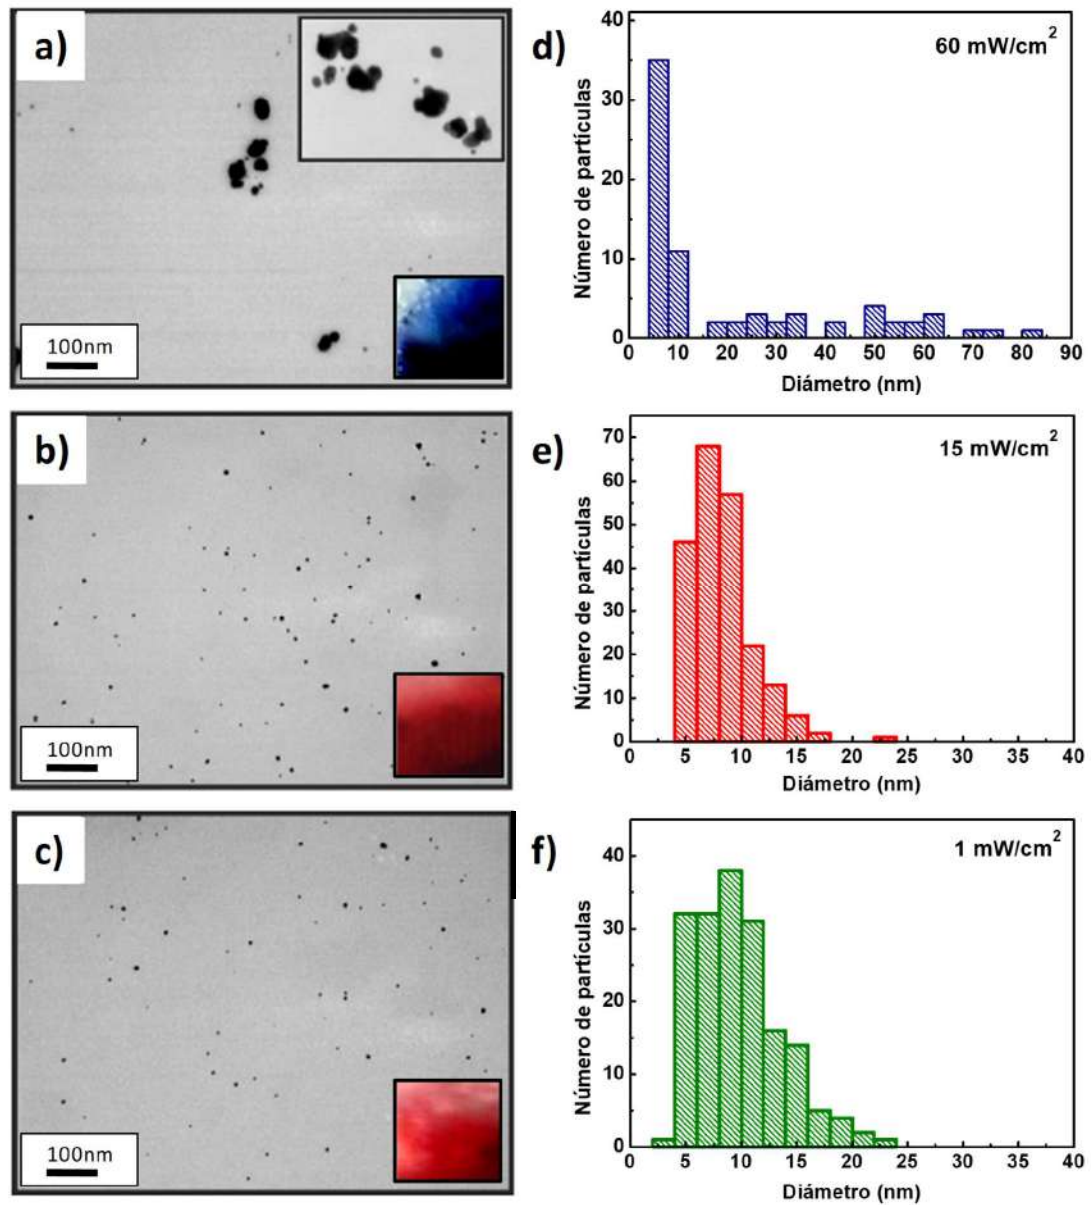 a)
100nm
d)
60 mW/cm²
Número de partículas
40
30
20
10
0
0 10 20 30 40 50 60 70 80 90
Diámetro (nm)
b)
100nm
e)
15 mW/cm²
Número de partículas
70
60
50
40
30
20
10
0
0 5 10 15 20 25 30 35 40
Diámetro (nm)
c)
100nm
f)
1 mW/cm²
Número de partículas
40
30
20
10
0
0 5 10 15 20 25 30 35 40
Diámetro (nm)